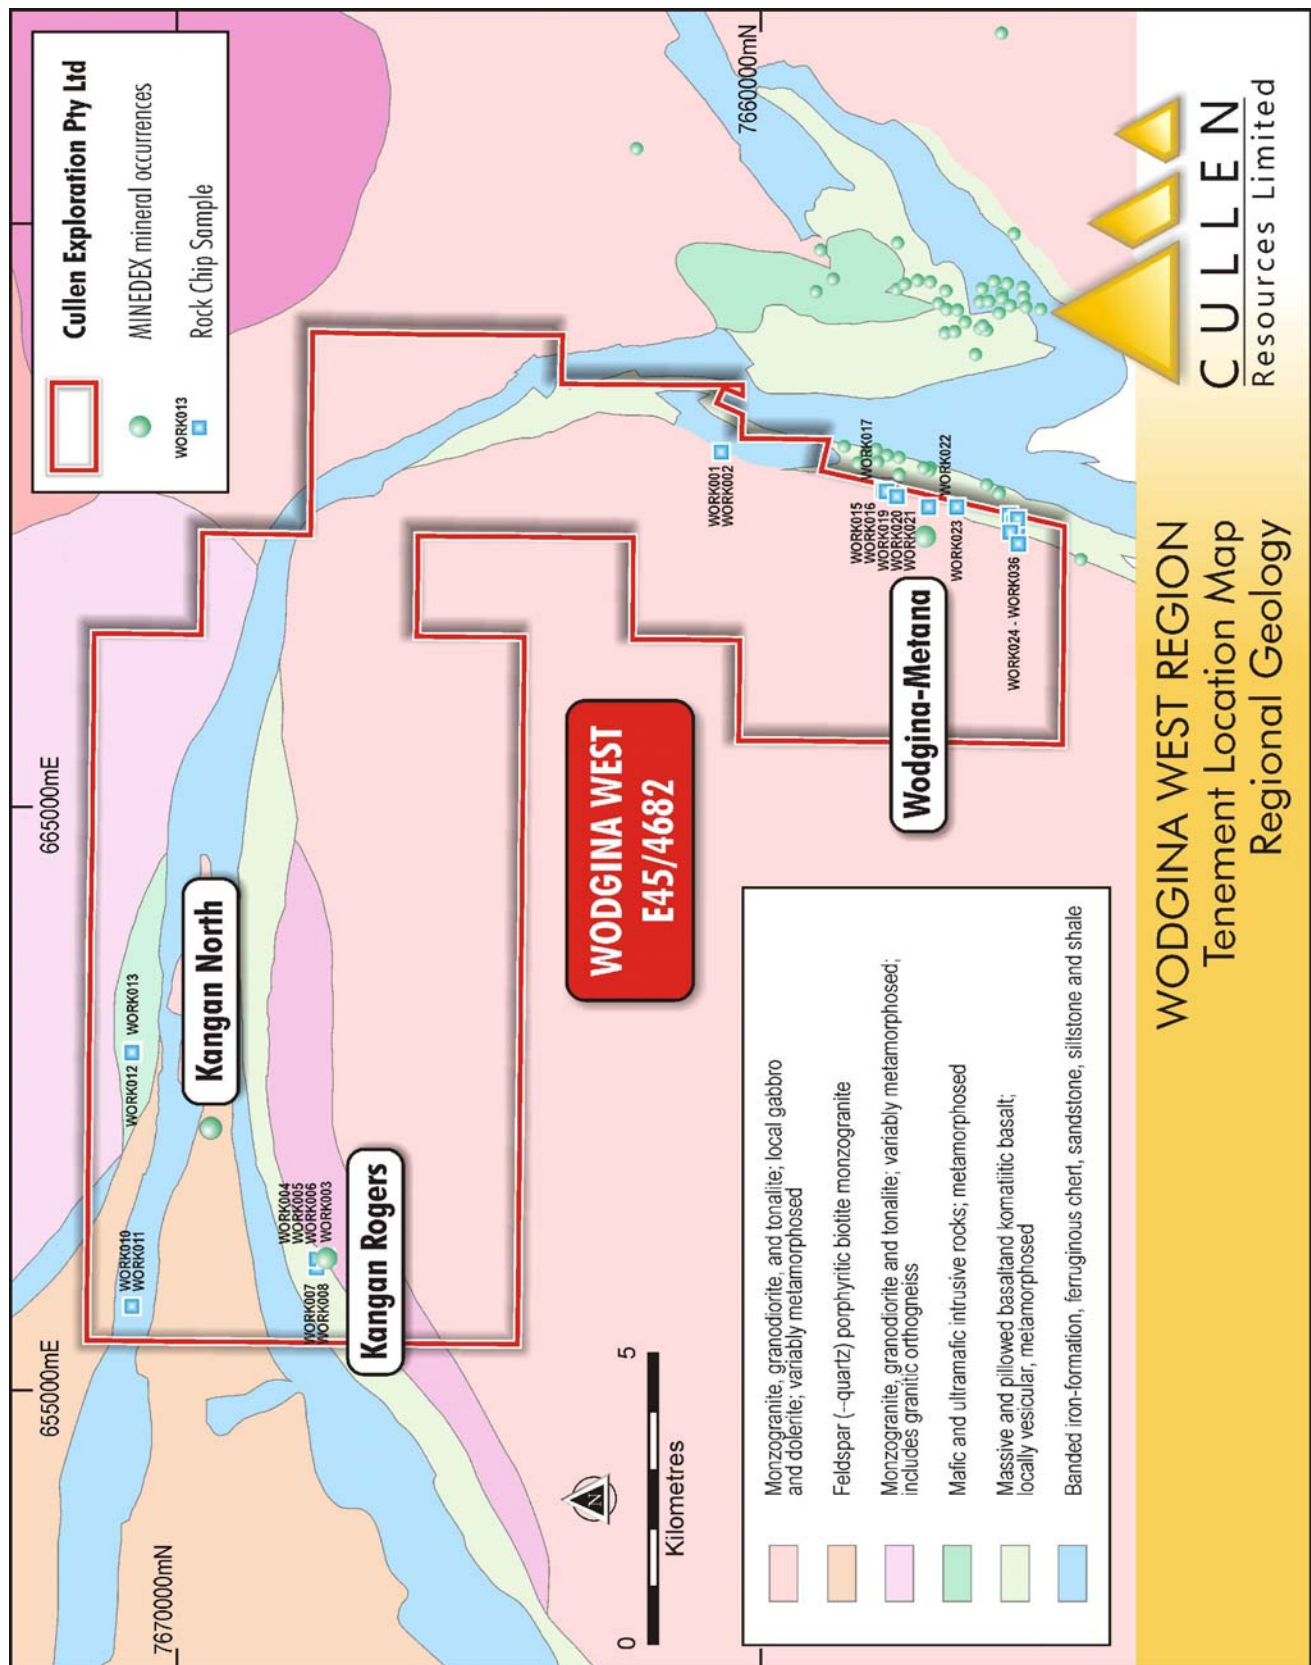 Cullen Exploration Pty Ltd
MINEDEX mineral occurrences
WORK013
Rock Chip Sample
655000mE
665000mE
7670000mN
7660000mN
WORK010
WORK011
WORK012
WORK013
Kangan North
WORK004
WORK005
WORK006
WORK003
WORK007
WORK008
Kangan Rogers
WORK001
WORK002
WODGINA WEST
E45/4682
WORK015
WORK016
WORK019
WORK020
WORK021
WORK017
WORK022
WORK023
WORK024 - WORK036
Wodgina-Metana
N
0
5
Kilometres
Monzogranite, granodiorite, and tonalite; local gabbro
and dolerite; variably metamorphosed
Feldspar (--quartz) porphyritic biotite monzogranite
Monzogranite, granodiorite and tonalite; variably metamorphosed;
includes granitic orthogneiss
Mafic and ultramafic intrusive rocks; metamorphosed
Massive and pillowed basaltand komatiitic basalt;
locally vesicular, metamorphosed
Banded iron-formation, ferruginous chert, sandstone, siltstone and shale
WODGINA WEST REGION
Tenement Location Map
Regional Geology
CULLEN
Resources Limited